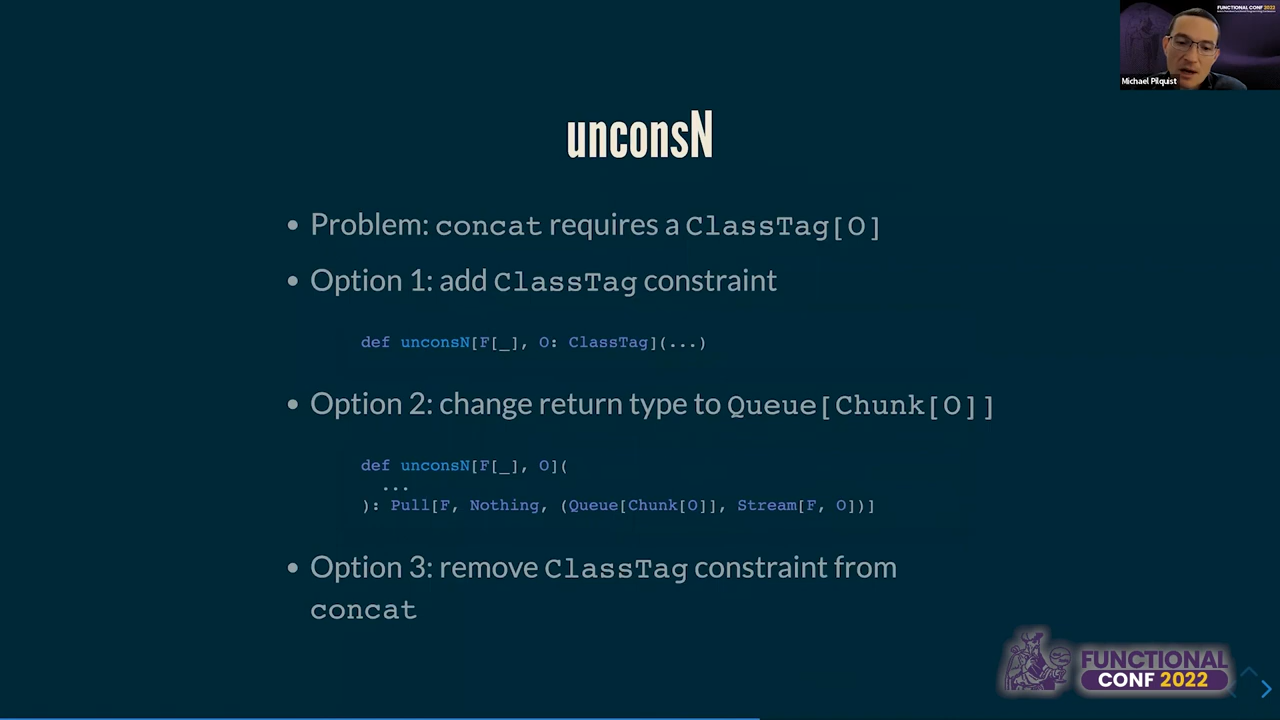 FUNCTIONAL CONF 2022
Michael Pilquist
unconsN
• Problem: concat requires a ClassTag[O]
• Option 1: add ClassTag constraint
def unconsN[F[_], O: ClassTag](...)
• Option 2: change return type to Queue[Chunk[O]]
def unconsN[F[_], O](
...
): Pull[F, Nothing, (Queue[Chunk[O]], Stream[F, O])]
• Option 3: remove ClassTag constraint from
concat
FUNCTIONAL
CONF 2022